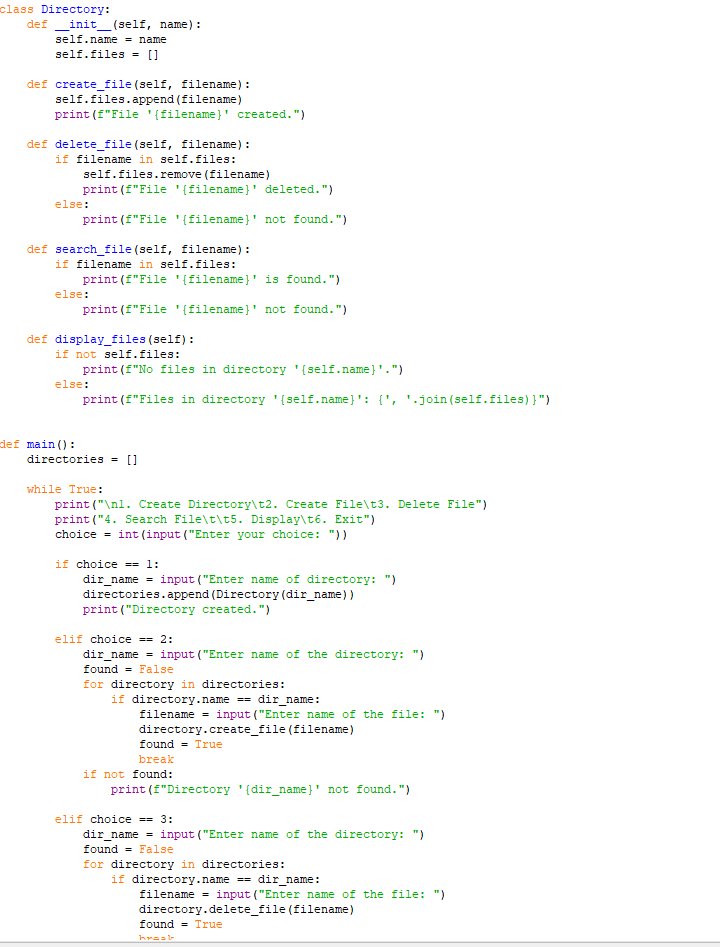 class Directory:
    def __init__(self, name):
        self.name = name
        self.files = []

    def create_file(self, filename):
        self.files.append(filename)
        print(f"File '{filename}' created.")

    def delete_file(self, filename):
        if filename in self.files:
            self.files.remove(filename)
            print(f"File '{filename}' deleted.")
        else:
            print(f"File '{filename}' not found.")

    def search_file(self, filename):
        if filename in self.files:
            print(f"File '{filename}' is found.")
        else:
            print(f"File '{filename}' not found.")

    def display_files(self):
        if not self.files:
            print(f"No files in directory '{self.name}'.")
        else:
            print(f"Files in directory '{self.name}': {', '.join(self.files)}")


def main():
    directories = []

    while True:
        print("\n1. Create Directory\t2. Create File\t3. Delete File")
        print("4. Search File\t\t5. Display\t6. Exit")
        choice = int(input("Enter your choice: "))

        if choice == 1:
            dir_name = input("Enter name of directory: ")
            directories.append(Directory(dir_name))
            print("Directory created.")

        elif choice == 2:
            dir_name = input("Enter name of the directory: ")
            found = False
            for directory in directories:
                if directory.name == dir_name:
                    filename = input("Enter name of the file: ")
                    directory.create_file(filename)
                    found = True
                    break
            if not found:
                print(f"Directory '{dir_name}' not found.")

        elif choice == 3:
            dir_name = input("Enter name of the directory: ")
            found = False
            for directory in directories:
                if directory.name == dir_name:
                    filename = input("Enter name of the file: ")
                    directory.delete_file(filename)
                    found = True
                    break